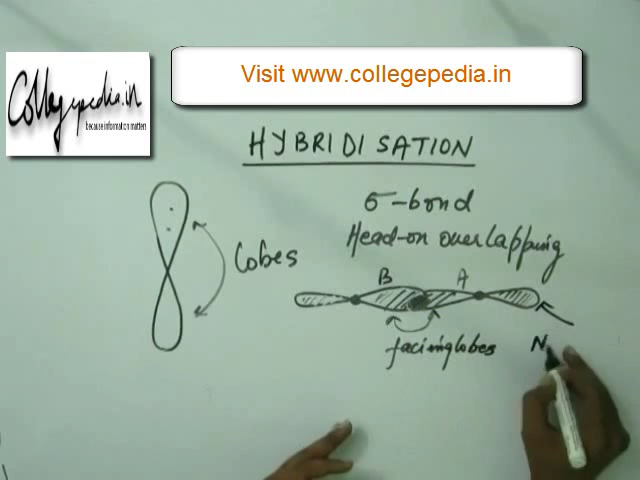 Visit www.collegepedia.in
Collegepedia.in
because information matters
HYBRIDISATION
σ-bond
Head-on overlapping
Lobes
B A
facing lobes
N